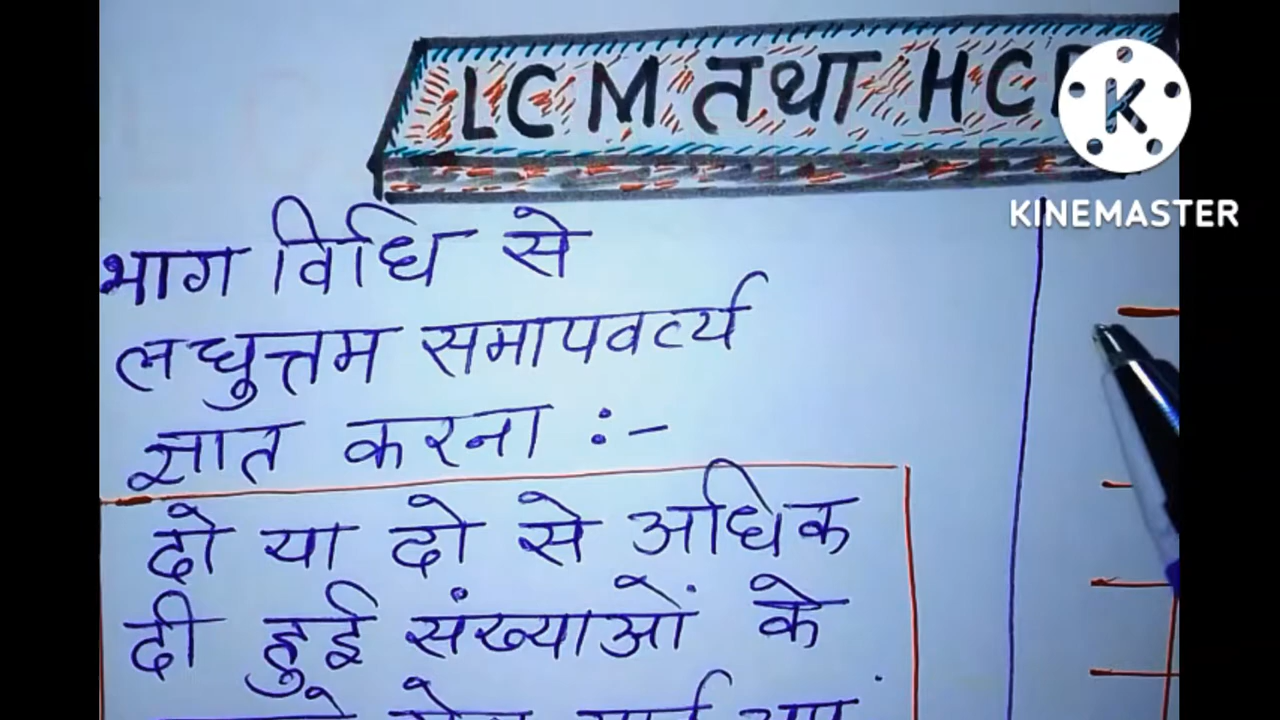 LCM तथा HC
KINEMASTER
भाग विधि से
लघुत्तम समापवर्त्य
ज्ञात करना :-
दो या दो से अधिक
दी हुई संख्याओं के